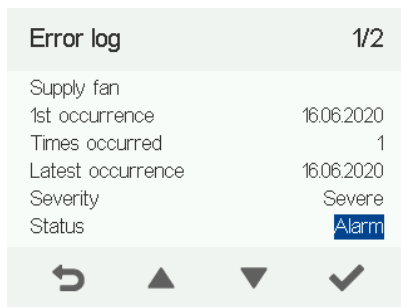 Error log 1/2
Supply fan
1st occurrence 16.06.2020
Times occurred 1
Latest occurrence 16.06.2020
Severity Severe
Status Alarm